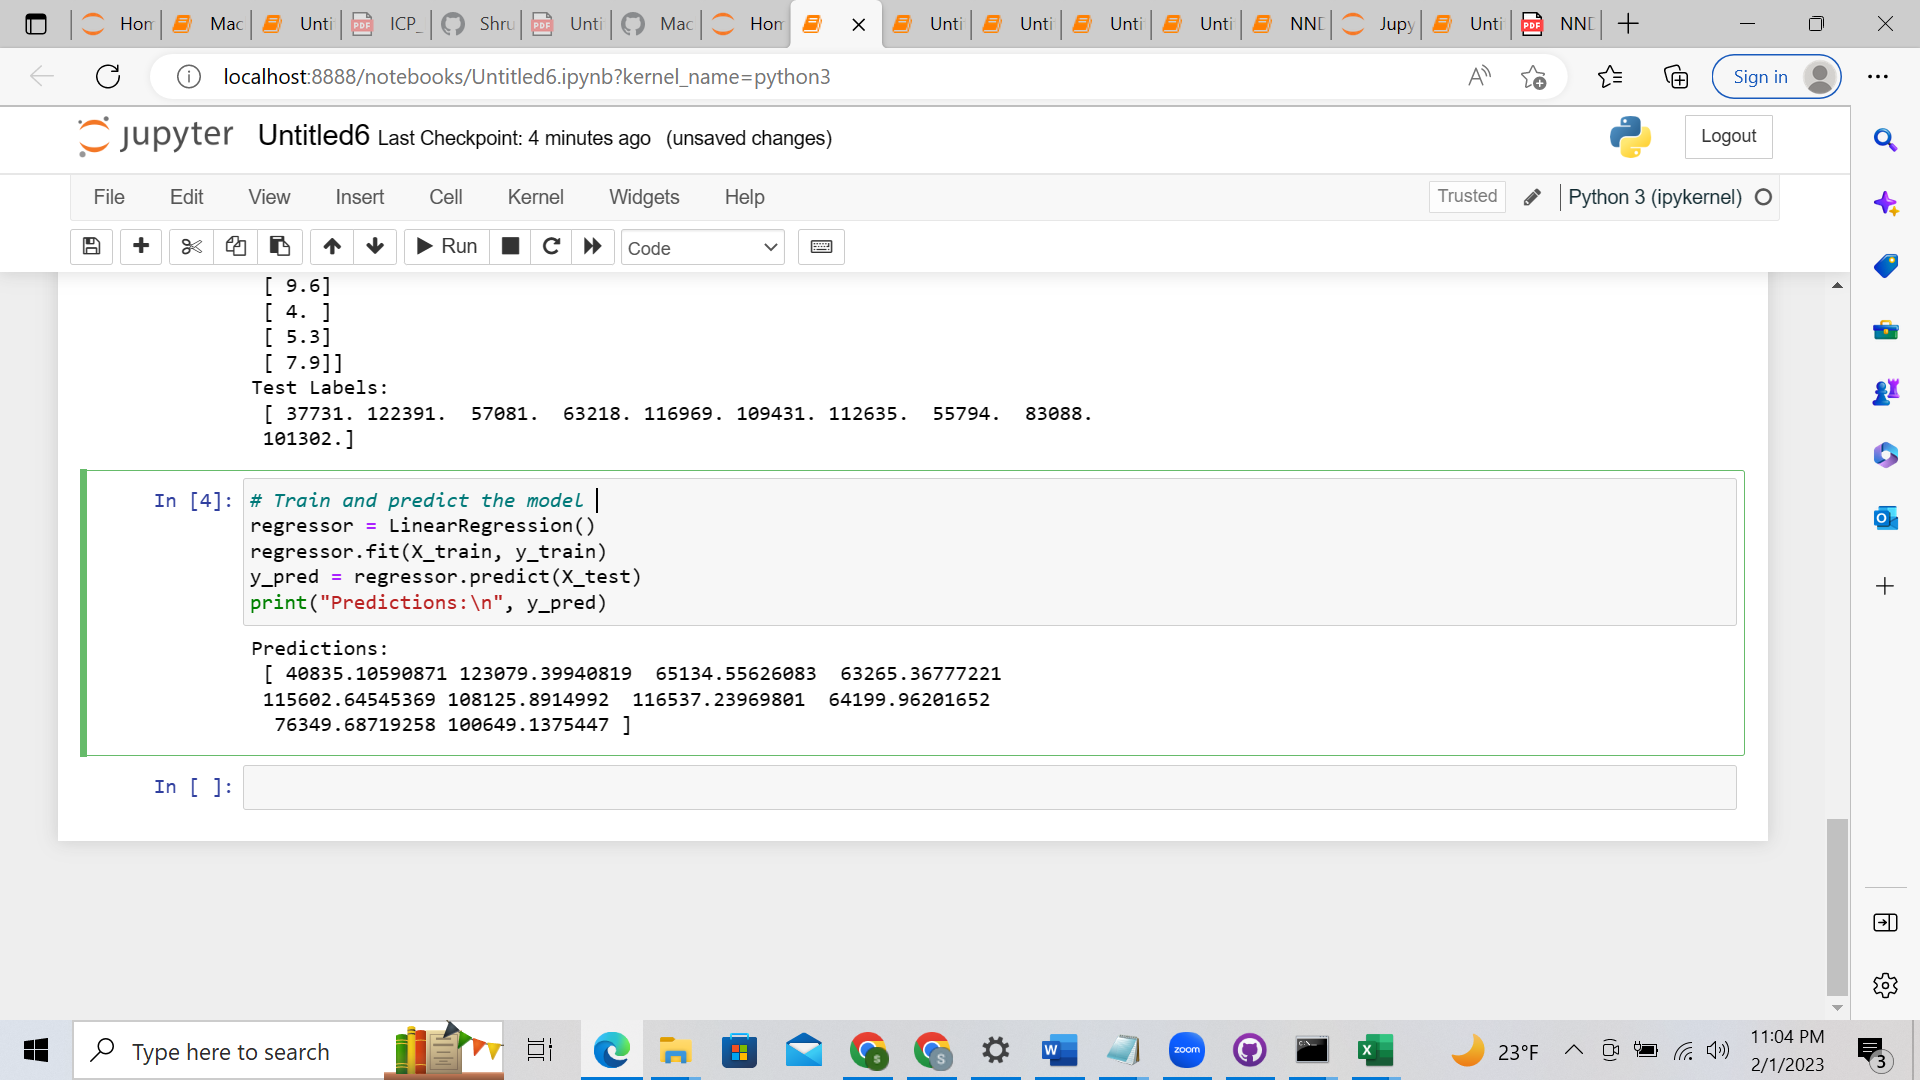 Hom
Mac
Unti
ICP_
Shru
Unti
Mac
Hom
Unti
Unti
Unti
Unti
NND
Jupy
Unti
NND
localhost:8888/notebooks/Untitled6.ipynb?kernel_name=python3
Sign in
jupyter Untitled6 Last Checkpoint: 4 minutes ago (unsaved changes)
Logout
File Edit View Insert Cell Kernel Widgets Help
Trusted
Python 3 (ipykernel)
Run
Code
[ 9.6]
[ 4. ]
[ 5.3]
[ 7.9]]
Test Labels:
[ 37731. 122391.  57081.  63218. 116969. 109431. 112635.  55794.  83088.
101302.]
In [4]:
# Train and predict the model
regressor = LinearRegression()
regressor.fit(X_train, y_train)
y_pred = regressor.predict(X_test)
print("Predictions:\n", y_pred)
Predictions:
[ 40835.10590871 123079.39940819  65134.55626083  63265.36777221
115602.64545369 108125.8914992  116537.23969801  64199.96201652
76349.68719258 100649.1375447 ]
In [ ]:
Type here to search
zoom
23°F
11:04 PM
2/1/2023
3